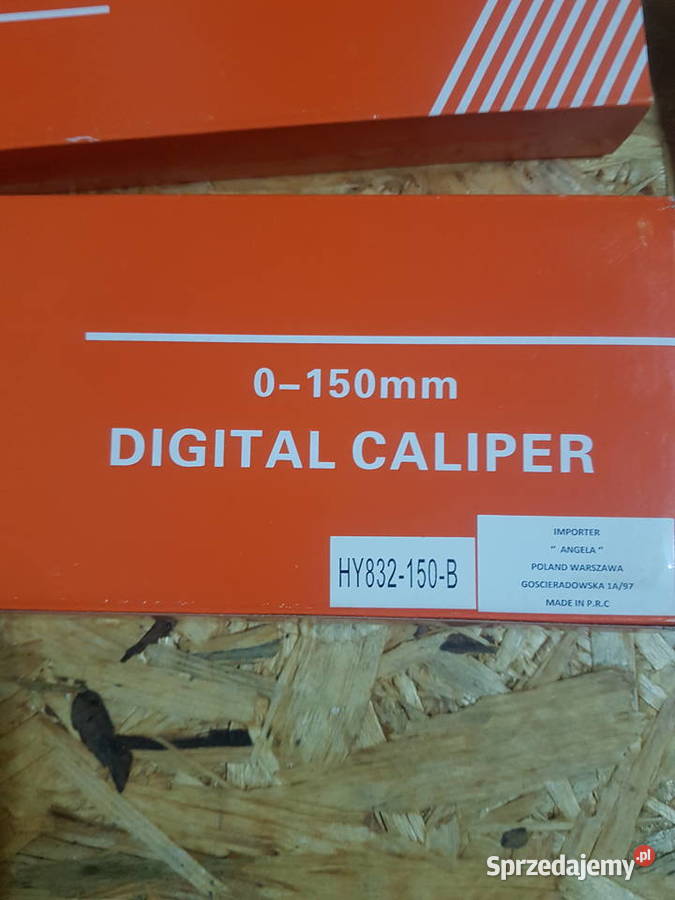 0-150mm
DIGITAL CALIPER
HY832-150-B
IMPORTER
" ANGELA "
POLAND WARSZAWA
GOSCIERADOWSKA 1A/97
MADE IN P.R.C
Sprzedajemy.pl